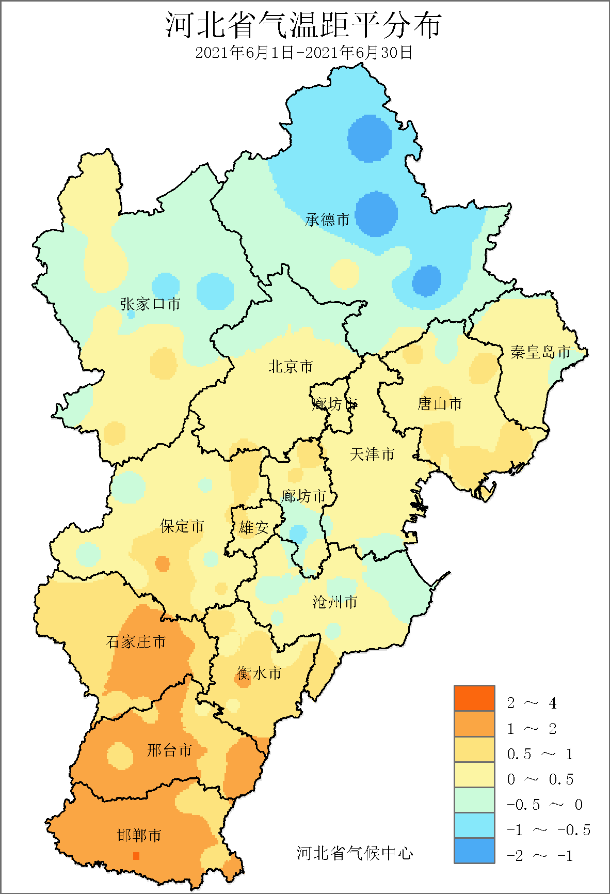 河北省气温距平分布
2021年6月1日-2021年6月30日
承德市
张家口市
秦皇岛市
北京市
廊坊市
唐山市
天津市
廊坊市
保定市
雄安
沧州市
石家庄市
衡水市
邢台市
邯郸市
2 ～ 4
1 ～ 2
0.5 ～ 1
0 ～ 0.5
-0.5 ～ 0
-1 ～ -0.5
-2 ～ -1
河北省气候中心